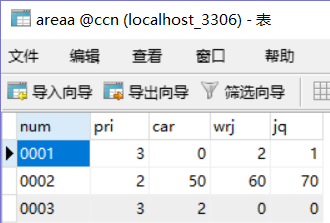 areaa @ccn (localhost_3306) - 表
文件 编辑 查看 窗口 帮助
导入向导 导出向导 筛选向导
num pri car wrj jq
0001 3 0 2 1
0002 2 50 60 70
0003 3 2 0 0